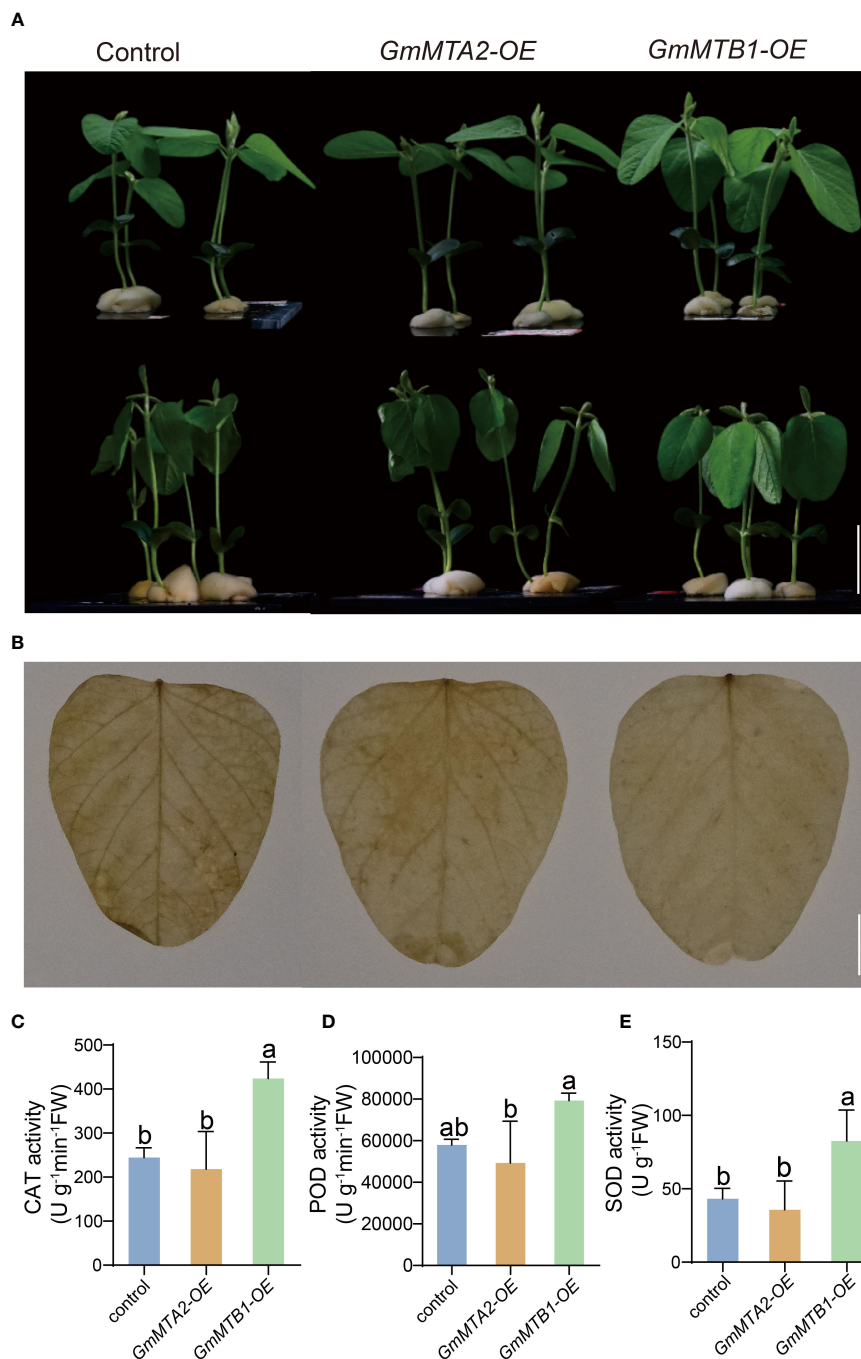 A
Control GmMTA2-OE GmMTB1-OE
B
C D E
CAT activity
(U g⁻¹min⁻¹FW)
500
400
300
200
100
0
b b a
control GmMTA2-OE GmMTB1-OE
POD activity
(U g⁻¹min⁻¹FW)
100000
80000
60000
40000
20000
0
ab b a
control GmMTA2-OE GmMTB1-OE
SOD activity
(U g⁻¹FW)
150
100
50
0
b b a
control GmMTA2-OE GmMTB1-OE